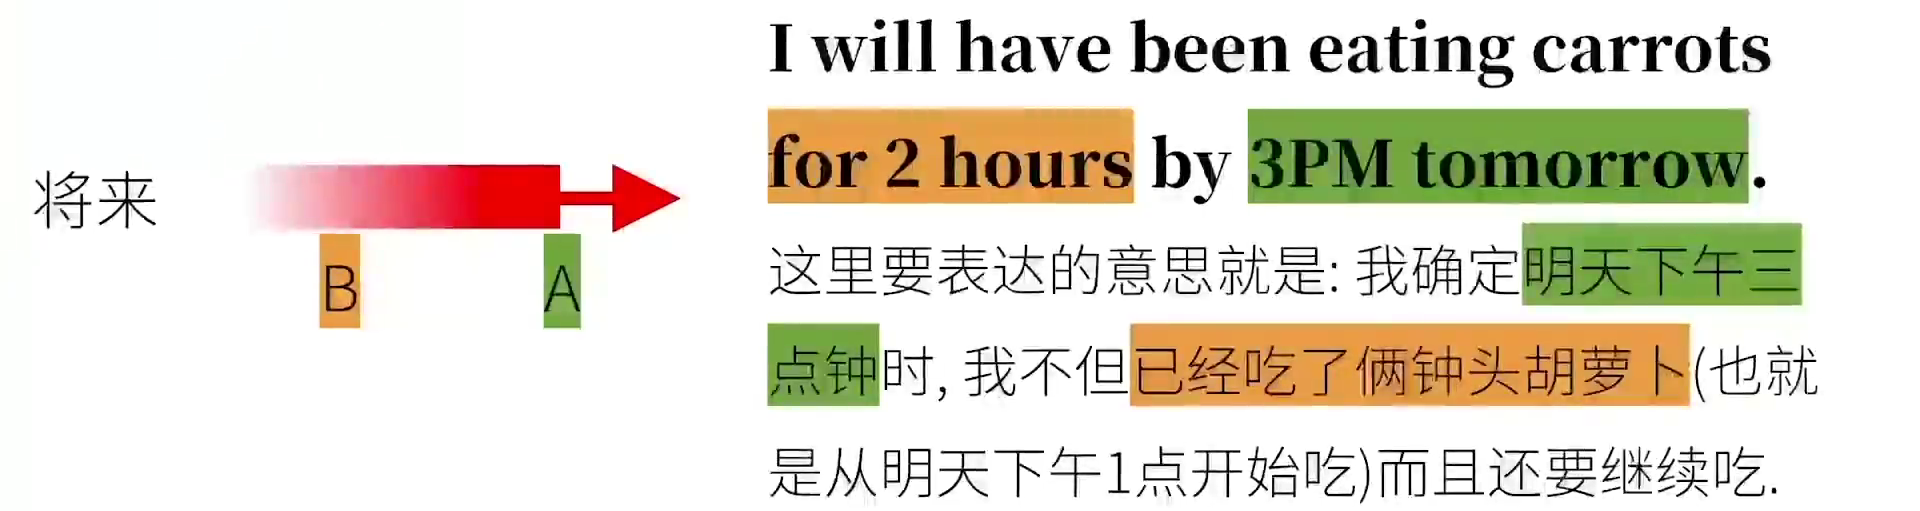 I will have been eating carrots
for 2 hours by 3PM tomorrow.
将来
B
A
这里要表达的意思就是: 我确定明天下午三
点钟时, 我不但已经吃了俩钟头胡萝卜(也就
是从明天下午1点开始吃)而且还要继续吃.